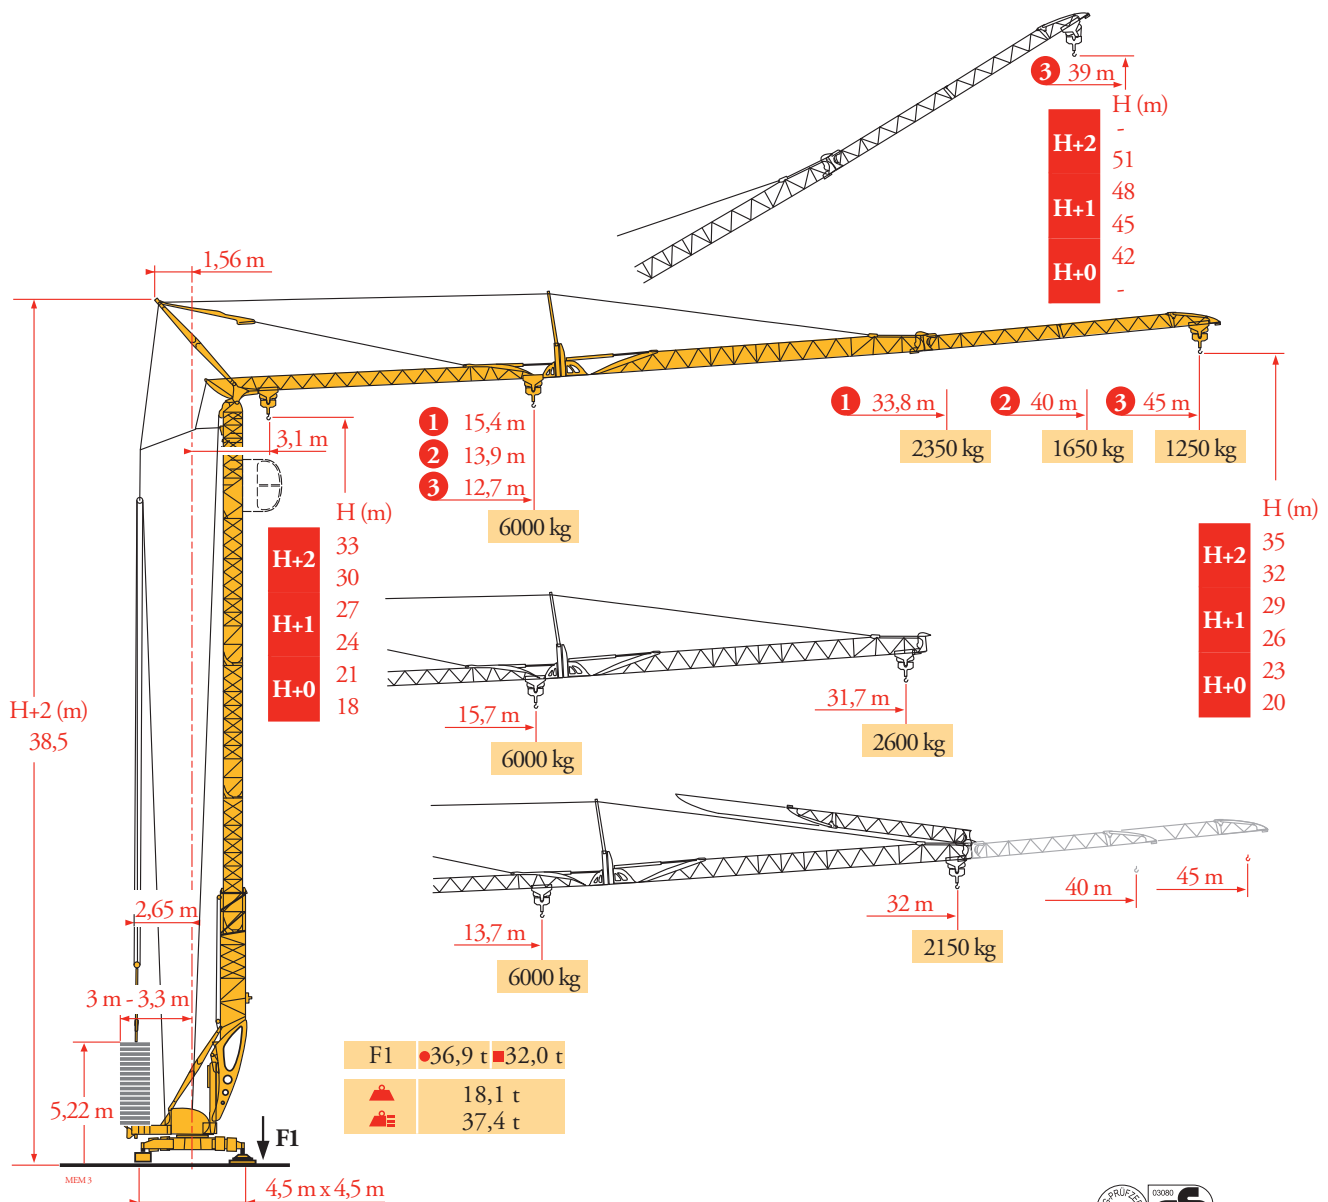 3 39 m
H (m)
H+2
-
51
H+1
48
45
H+0
42
-
1,56 m
3,1 m
1 15,4 m
2 13,9 m
3 12,7 m
6000 kg
1 33,8 m
2350 kg
2 40 m
1650 kg
3 45 m
1250 kg
H (m)
H+2
33
30
H+1
27
24
H+0
21
18
H (m)
H+2
35
32
H+1
29
26
H+0
23
20
H+2 (m)
38,5
15,7 m
6000 kg
31,7 m
2600 kg
13,7 m
6000 kg
32 m
2150 kg
40 m
45 m
2,65 m
3 m - 3,3 m
5,22 m
F1
F1 36,9 t 32,0 t
18,1 t
37,4 t
MEM 3
4,5 m x 4,5 m
03080